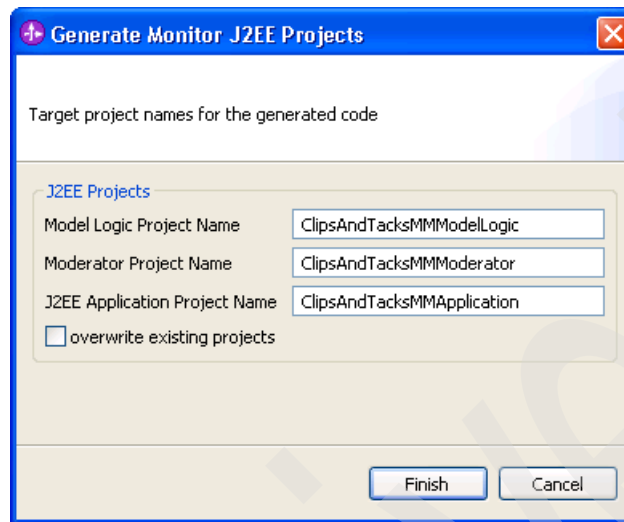 Generate Monitor J2EE Projects
Target project names for the generated code
J2EE Projects
Model Logic Project Name ClipsAndTacksMMModelLogic
Moderator Project Name ClipsAndTacksMMModerator
J2EE Application Project Name ClipsAndTacksMMApplication
overwrite existing projects
Finish Cancel